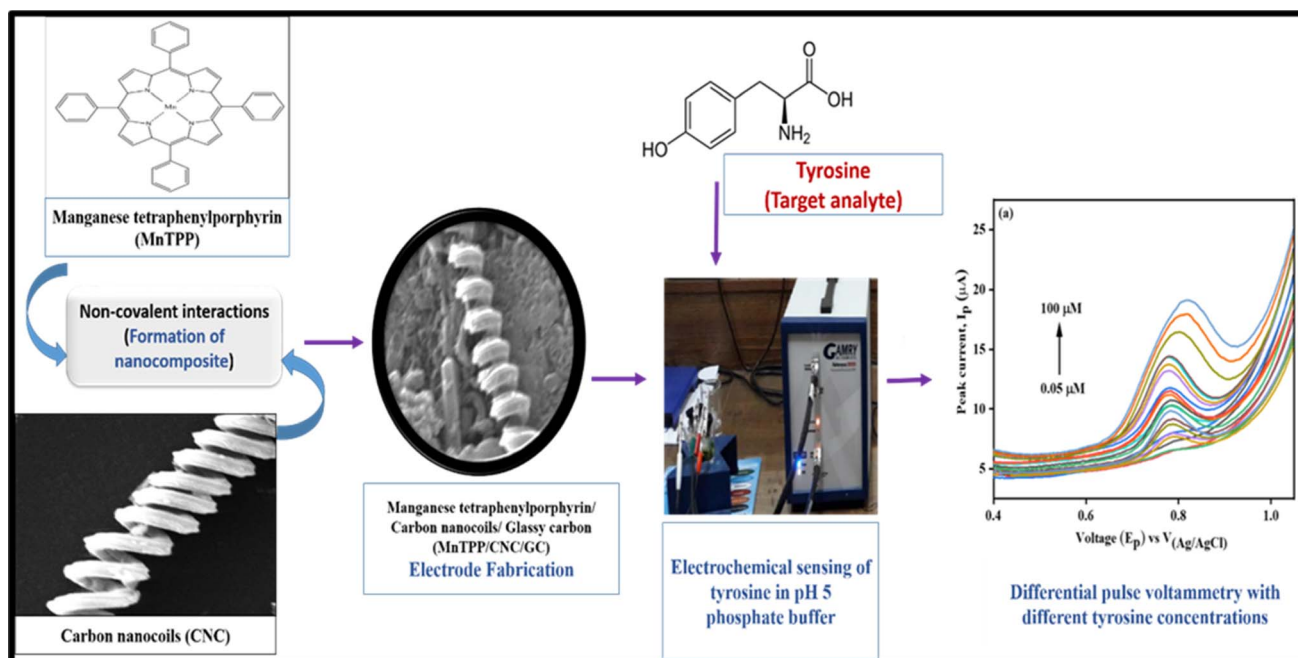 N
N
Mn
N
N
Manganese tetraphenylporphyrin
(MnTPP)
Non-covalent interactions
(Formation of
nanocomposite)
Carbon nanocoils (CNC)
Manganese tetraphenylporphyrin/
Carbon nanocoils/ Glassy carbon
(MnTPP/CNC/GC)
Electrode Fabrication
O
OH
NH2
HO
Tyrosine
(Target analyte)
GAMRY
Electrochemical sensing of
tyrosine in pH 5
phosphate buffer
(a)
25
20
15
10
5
100 µM
0.05 µM
Peak current, Ip (µA)
0.4
0.6
0.8
1.0
Voltage (Ep) vs V(Ag/AgCl)
Differential pulse voltammetry with
different tyrosine concentrations